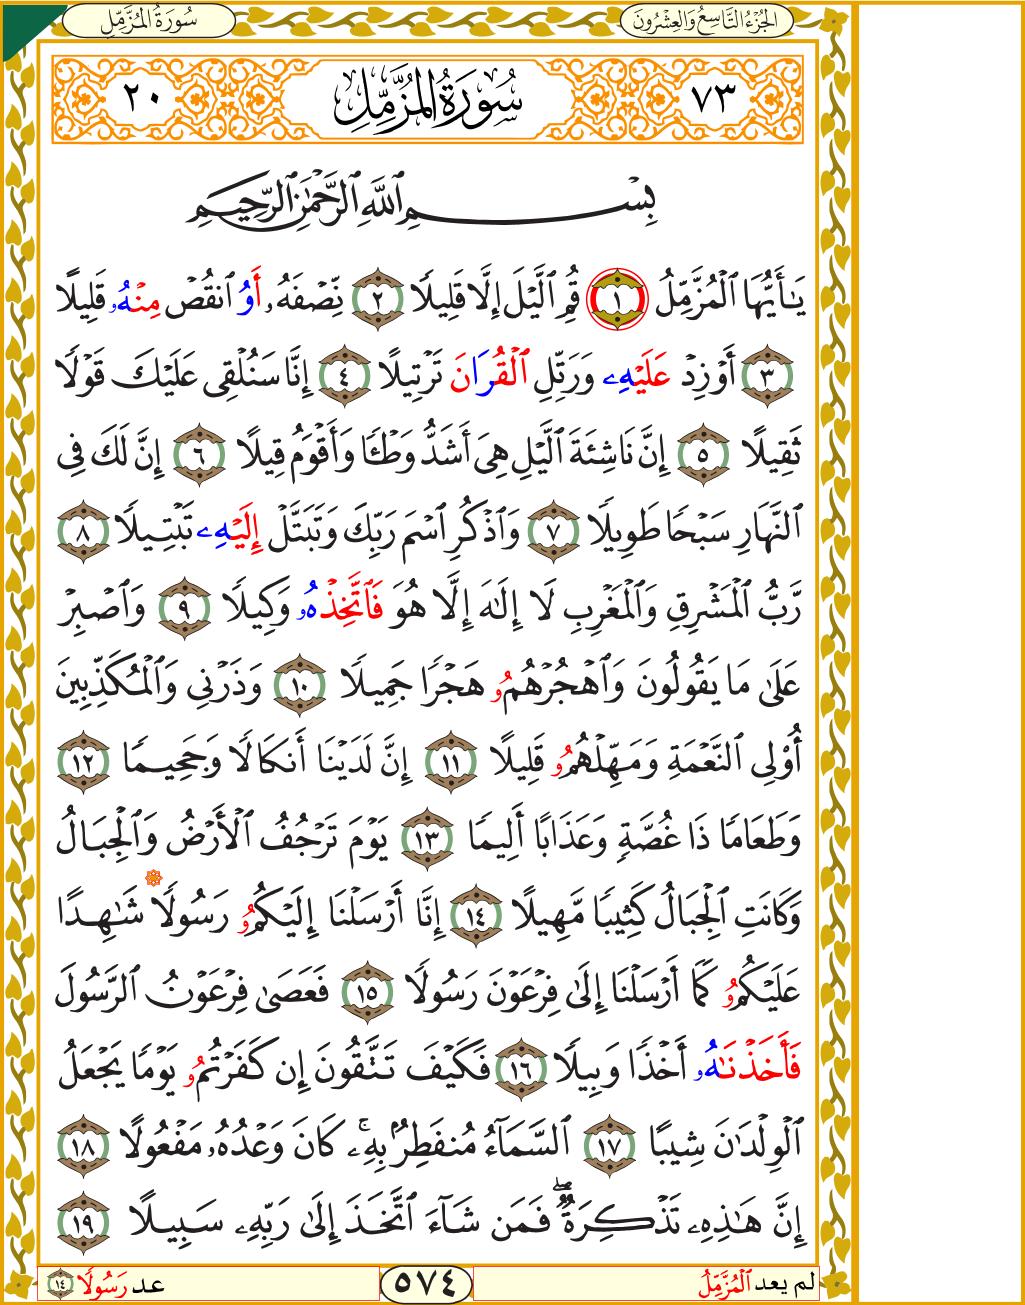 الجُزْءُ التَّاسِعُ وَالعِشْرُونَ
سُورَةُ المُزَّمِّلِ
٧٣ سُورَةُ المُزَّمِّلِ ٢٠
بِسْمِ ٱللَّهِ ٱلرَّحْمَٰنِ ٱلرَّحِيمِ
يَٰٓأَيُّهَا ٱلْمُزَّمِّلُ ١ قُمِ ٱلَّيْلَ إِلَّا قَلِيلًا ٢ نِّصْفَهُۥ أَوُ ٱنقُصْ مِنْهُۥ قَلِيلًا
٣ أَوْ زِدْ عَلَيْهِۦ وَرَتِّلِ ٱلْقُرَانَ تَرْتِيلًا ٤ إِنَّا سَنُلْقِى عَلَيْكَ قَوْلًا
ثَقِيلًا ٥ إِنَّ نَاشِئَةَ ٱلَّيْلِ هِىَ أَشَدُّ وَطْـًٔا وَأَقْوَمُ قِيلًا ٦ إِنَّ لَكَ فِى
ٱلنَّهَارِ سَبْحًا طَوِيلًا ٧ وَٱذْكُرِ ٱسْمَ رَبِّكَ وَتَبَتَّلْ إِلَيْهِۦ تَبْتِيلًا ٨
رَّبُّ ٱلْمَشْرِقِ وَٱلْمَغْرِبِ لَا إِلَٰهَ إِلَّا هُوَ فَٱتَّخِذْهُۥ وَكِيلًا ٩ وَٱصْبِرْ
عَلَىٰ مَا يَقُولُونَ وَٱهْجُرْهُمُۥ هَجْرًا جَمِيلًا ١٠ وَذَرْنِى وَٱلْمُكَذِّبِينَ
أُو۟لِى ٱلنَّعْمَةِ وَمَهِّلْهُمُۥ قَلِيلًا ١١ إِنَّ لَدَيْنَا أَنكَالًا وَجَحِيمًا ١٢
وَطَعَامًا ذَا غُصَّةٍ وَعَذَابًا أَلِيمًا ١٣ يَوْمَ تَرْجُفُ ٱلْأَرْضُ وَٱلْجِبَالُ
وَكَانَتِ ٱلْجِبَالُ كَثِيبًا مَّهِيلًا ١٤ إِنَّا أَرْسَلْنَا إِلَيْكُمُۥ رَسُولًا شَٰهِدًا
عَلَيْكُمُۥ كَمَا أَرْسَلْنَا إِلَىٰ فِرْعَوْنَ رَسُولًا ١٥ فَعَصَىٰ فِرْعَوْنُ ٱلرَّسُولَ
فَأَخَذْنَٰهُۥ أَخْذًا وَبِيلًا ١٦ فَكَيْفَ تَتَّقُونَ إِن كَفَرْتُمُۥ يَوْمًا يَجْعَلُ
ٱلْوِلْدَٰنَ شِيبًا ١٧ ٱلسَّمَآءُ مُنفَطِرٌۢ بِهِۦۚ كَانَ وَعْدُهُۥ مَفْعُولًا ١٨
إِنَّ هَٰذِهِۦ تَذْكِرَةٌۖ فَمَن شَآءَ ٱتَّخَذَ إِلَىٰ رَبِّهِۦ سَبِيلًا ١٩
لم يعد ٱلْمُزَّمِّلُ
٥٧٤
عد رَسُولًا ١٤